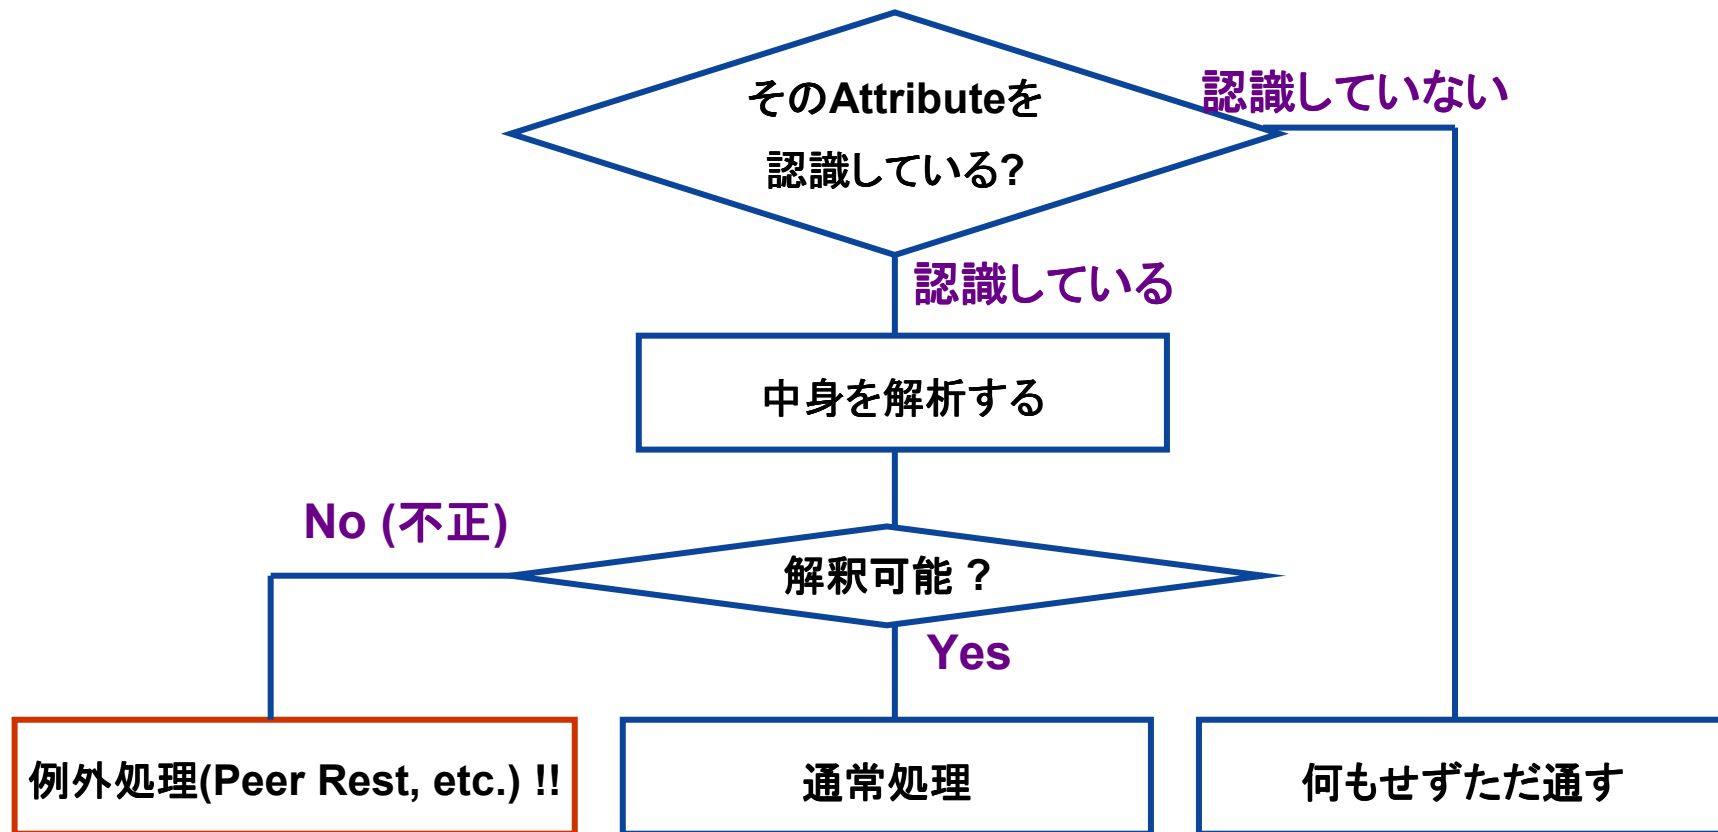 そのAttributeを
認識している?
認識していない
認識している
中身を解析する
No (不正)
解釈可能 ?
Yes
例外処理(Peer Rest, etc.) !!
通常処理
何もせずただ通す